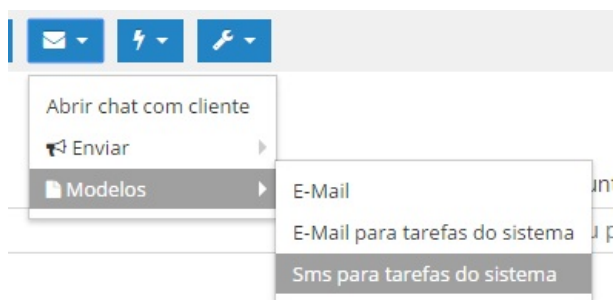 Abrir chat com cliente
Enviar
Modelos
E-Mail
E-Mail para tarefas do sistema
Sms para tarefas do sistema